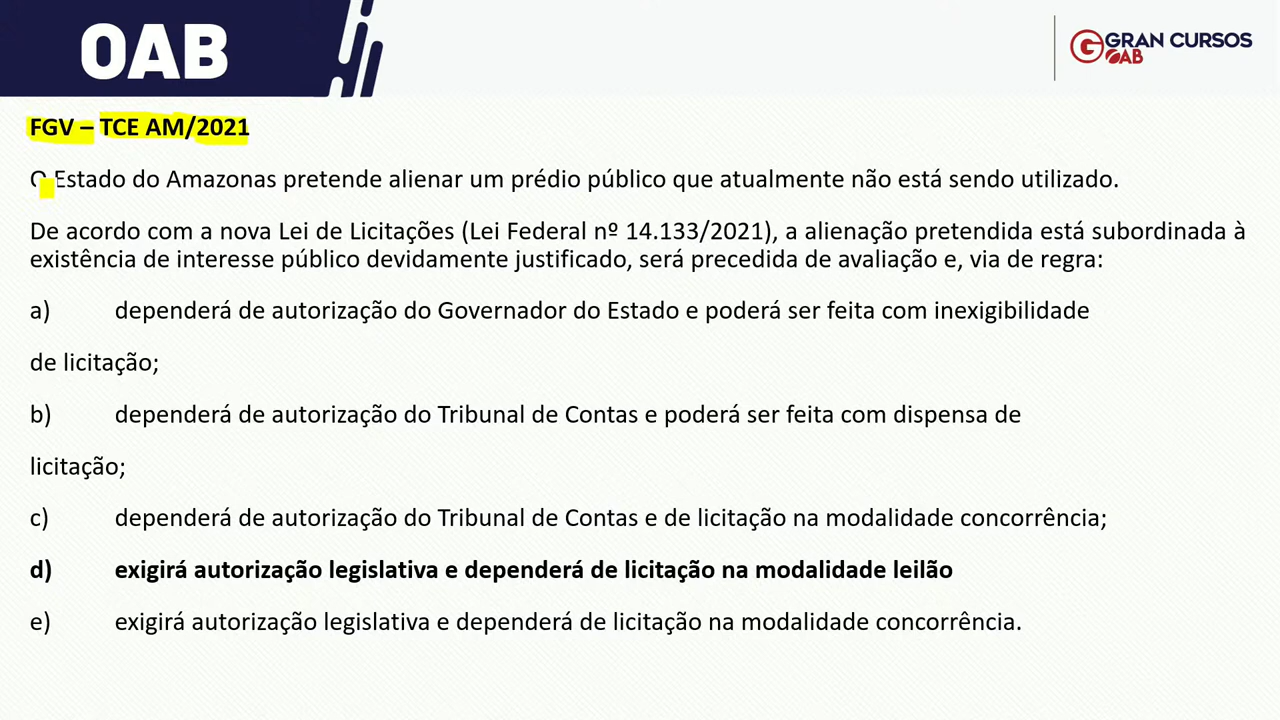 OAB
GRAN CURSOS
OAB
FGV – TCE AM/2021
O Estado do Amazonas pretende alienar um prédio público que atualmente não está sendo utilizado.
De acordo com a nova Lei de Licitações (Lei Federal nº 14.133/2021), a alienação pretendida está subordinada à
existência de interesse público devidamente justificado, será precedida de avaliação e, via de regra:
a) dependerá de autorização do Governador do Estado e poderá ser feita com inexigibilidade
de licitação;
b) dependerá de autorização do Tribunal de Contas e poderá ser feita com dispensa de
licitação;
c) dependerá de autorização do Tribunal de Contas e de licitação na modalidade concorrência;
d) exigirá autorização legislativa e dependerá de licitação na modalidade leilão
e) exigirá autorização legislativa e dependerá de licitação na modalidade concorrência.